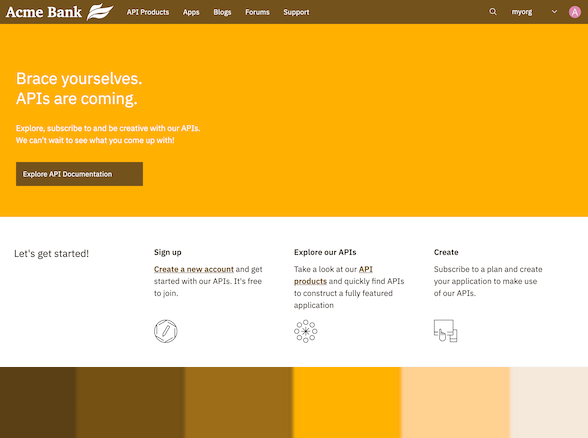 Acme Bank API Products Apps Blogs Forums Support myorg A
Brace yourselves.
APIs are coming.
Explore, subscribe to and be creative with our APIs.
We can't wait to see what you come up with!
Explore API Documentation
Let's get started!
Sign up
Create a new account and get
started with our APIs. It's free
to join.
Explore our APIs
Take a look at our API
products and quickly find APIs
to construct a fully featured
application
Create
Subscribe to a plan and create
your application to make use
of our APIs.